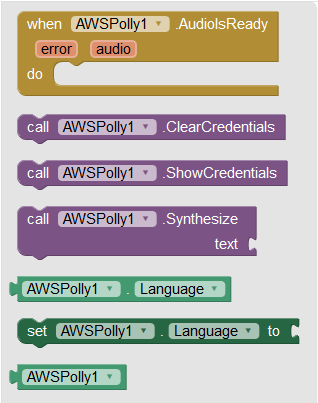 when AWSPolly1 .AudioIsReady
error audio
do
call AWSPolly1 .ClearCredentials
call AWSPolly1 .ShowCredentials
call AWSPolly1 .Synthesize
text
AWSPolly1 . Language
set AWSPolly1 . Language to
AWSPolly1